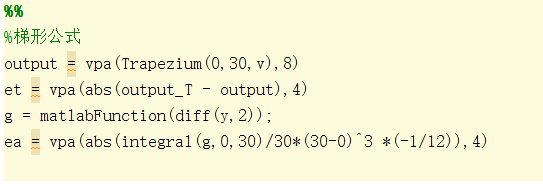 %%
%梯形公式
output = vpa(Trapezium(0,30,v),8)
et = vpa(abs(output_T - output),4)
g = matlabFunction(diff(y,2));
ea = vpa(abs(integral(g,0,30)/30*(30-0)^3 *(-1/12)),4)